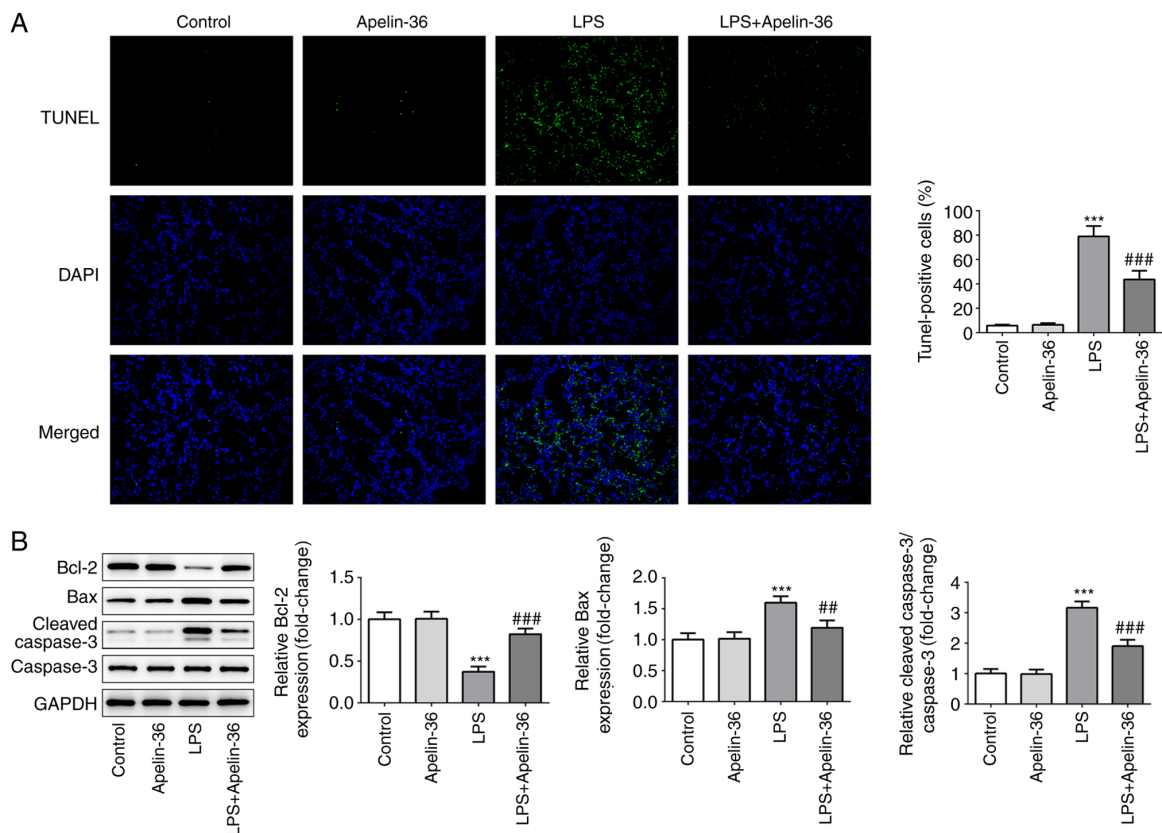 A
Control
Apelin-36
LPS
LPS+Apelin-36
TUNEL
DAPI
Merged
Tunel-positive cells (%)
100
80
60
40
20
0
***
###
Control
Apelin-36
LPS
LPS+Apelin-36
B
Bcl-2
Bax
Cleaved
caspase-3
Caspase-3
GAPDH
Control
Apelin-36
LPS
LPS+Apelin-36
Relative Bcl-2
expression (fold-change)
1.5
1.0
0.5
0.0
***
###
Control
Apelin-36
LPS
LPS+Apelin-36
Relative Bax
expression (fold-change)
2.0
1.5
1.0
0.5
0.0
***
##
Control
Apelin-36
LPS
LPS+Apelin-36
Relative cleaved caspase-3/
caspase-3 (fold-change)
4
3
2
1
0
***
###
Control
Apelin-36
LPS
LPS+Apelin-36